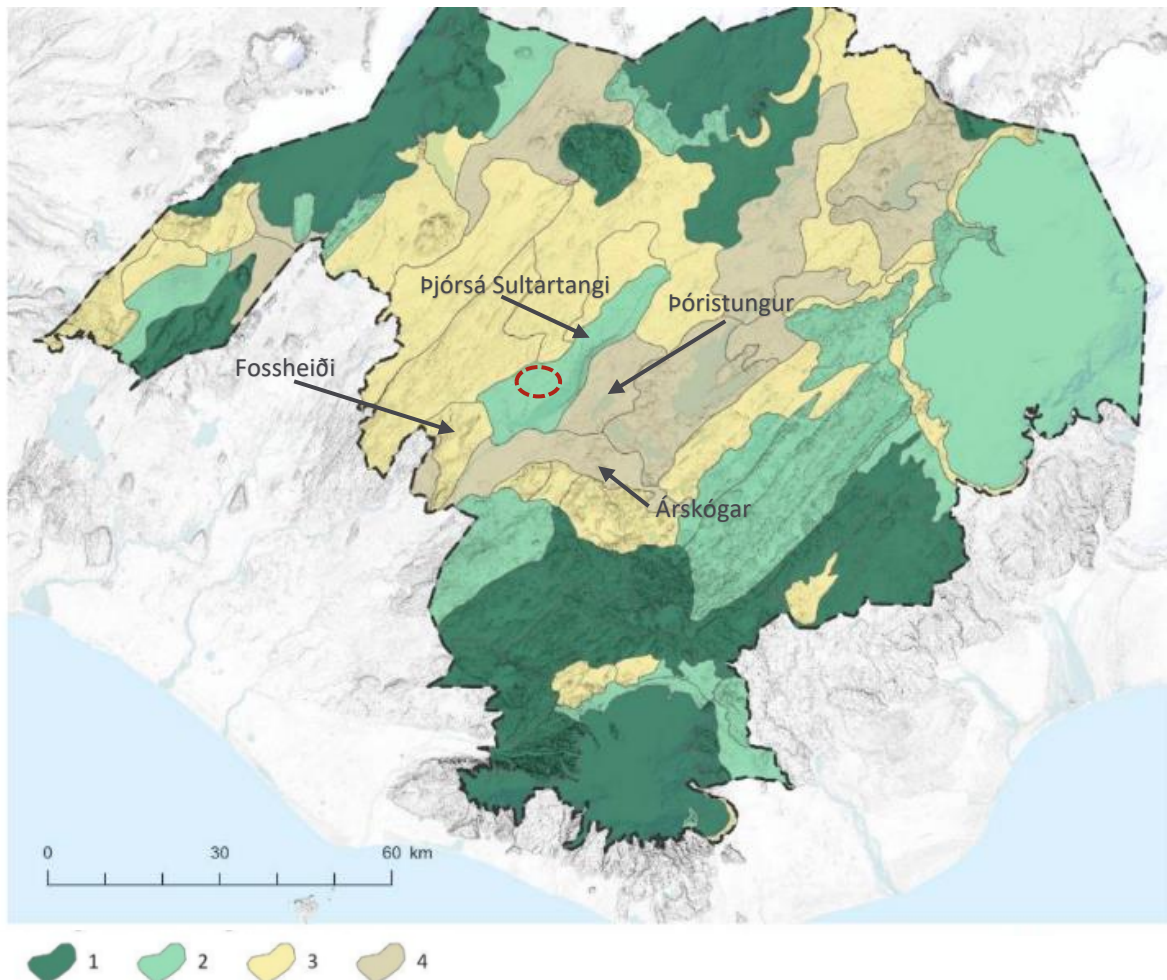 Þjórsá Sultartangi
Þóristungur
Fossheiði
Árskógar
0 30 60 km
1 2 3 4